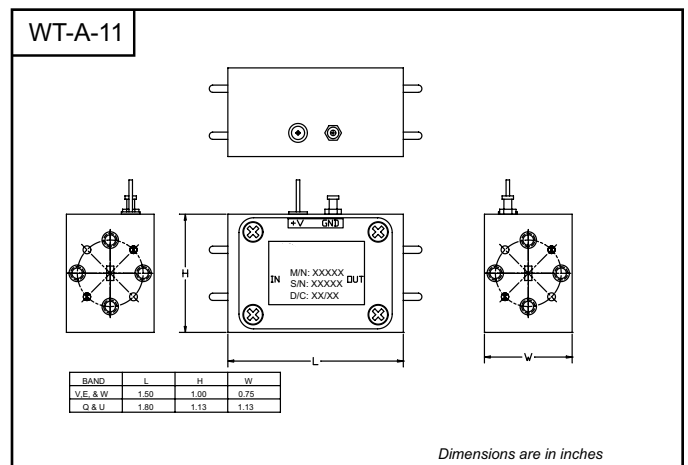 WT-A-11
+V GND
H
IN OUT
M/N: XXXXX
S/N: XXXXX
D/C: XX/XX
L
W
BAND L H W
V,E, & W 1.50 1.00 0.75
Q & U 1.80 1.13 1.13
Dimensions are in inches